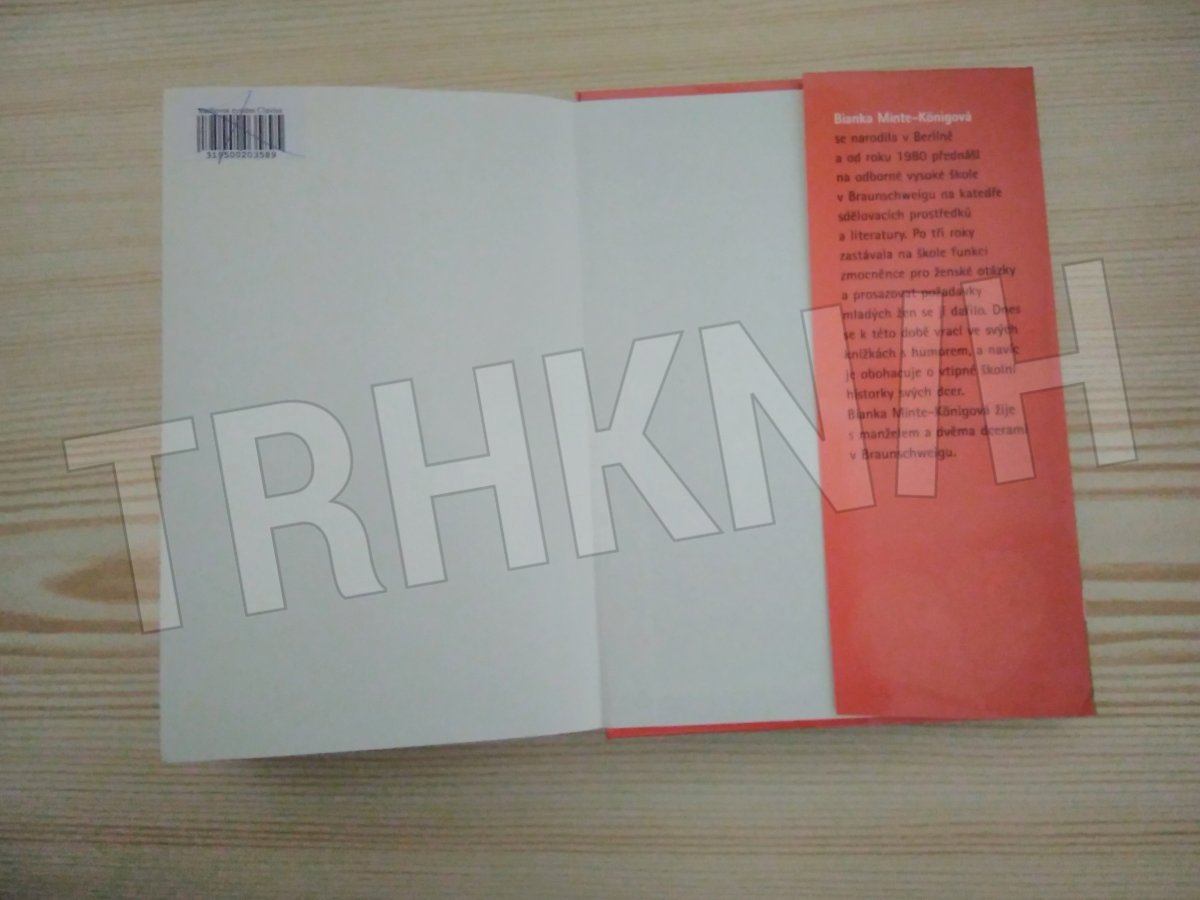 Clavius
319500203589
Bianka Minte-Königová
se narodila v Berlíně
a od roku 1980 přednáší
na odborné vysoké škole
v Braunschweigu na katedře
sdělovacích prostředků
a literatury. Po tři roky
zastávala na škole funkci
zmocněnce pro ženské otázky
a prosazovat požadavky
mladých žen se jí dařilo. Dnes
se k této době vrací ve svých
knížkách s humorem, a navíc
je obohacuje o vtipné školní
historky svých dcer.
Bianka Minte-Königová žije
s manželem a dvěma dcerami
v Braunschweigu.
TRHKNIH